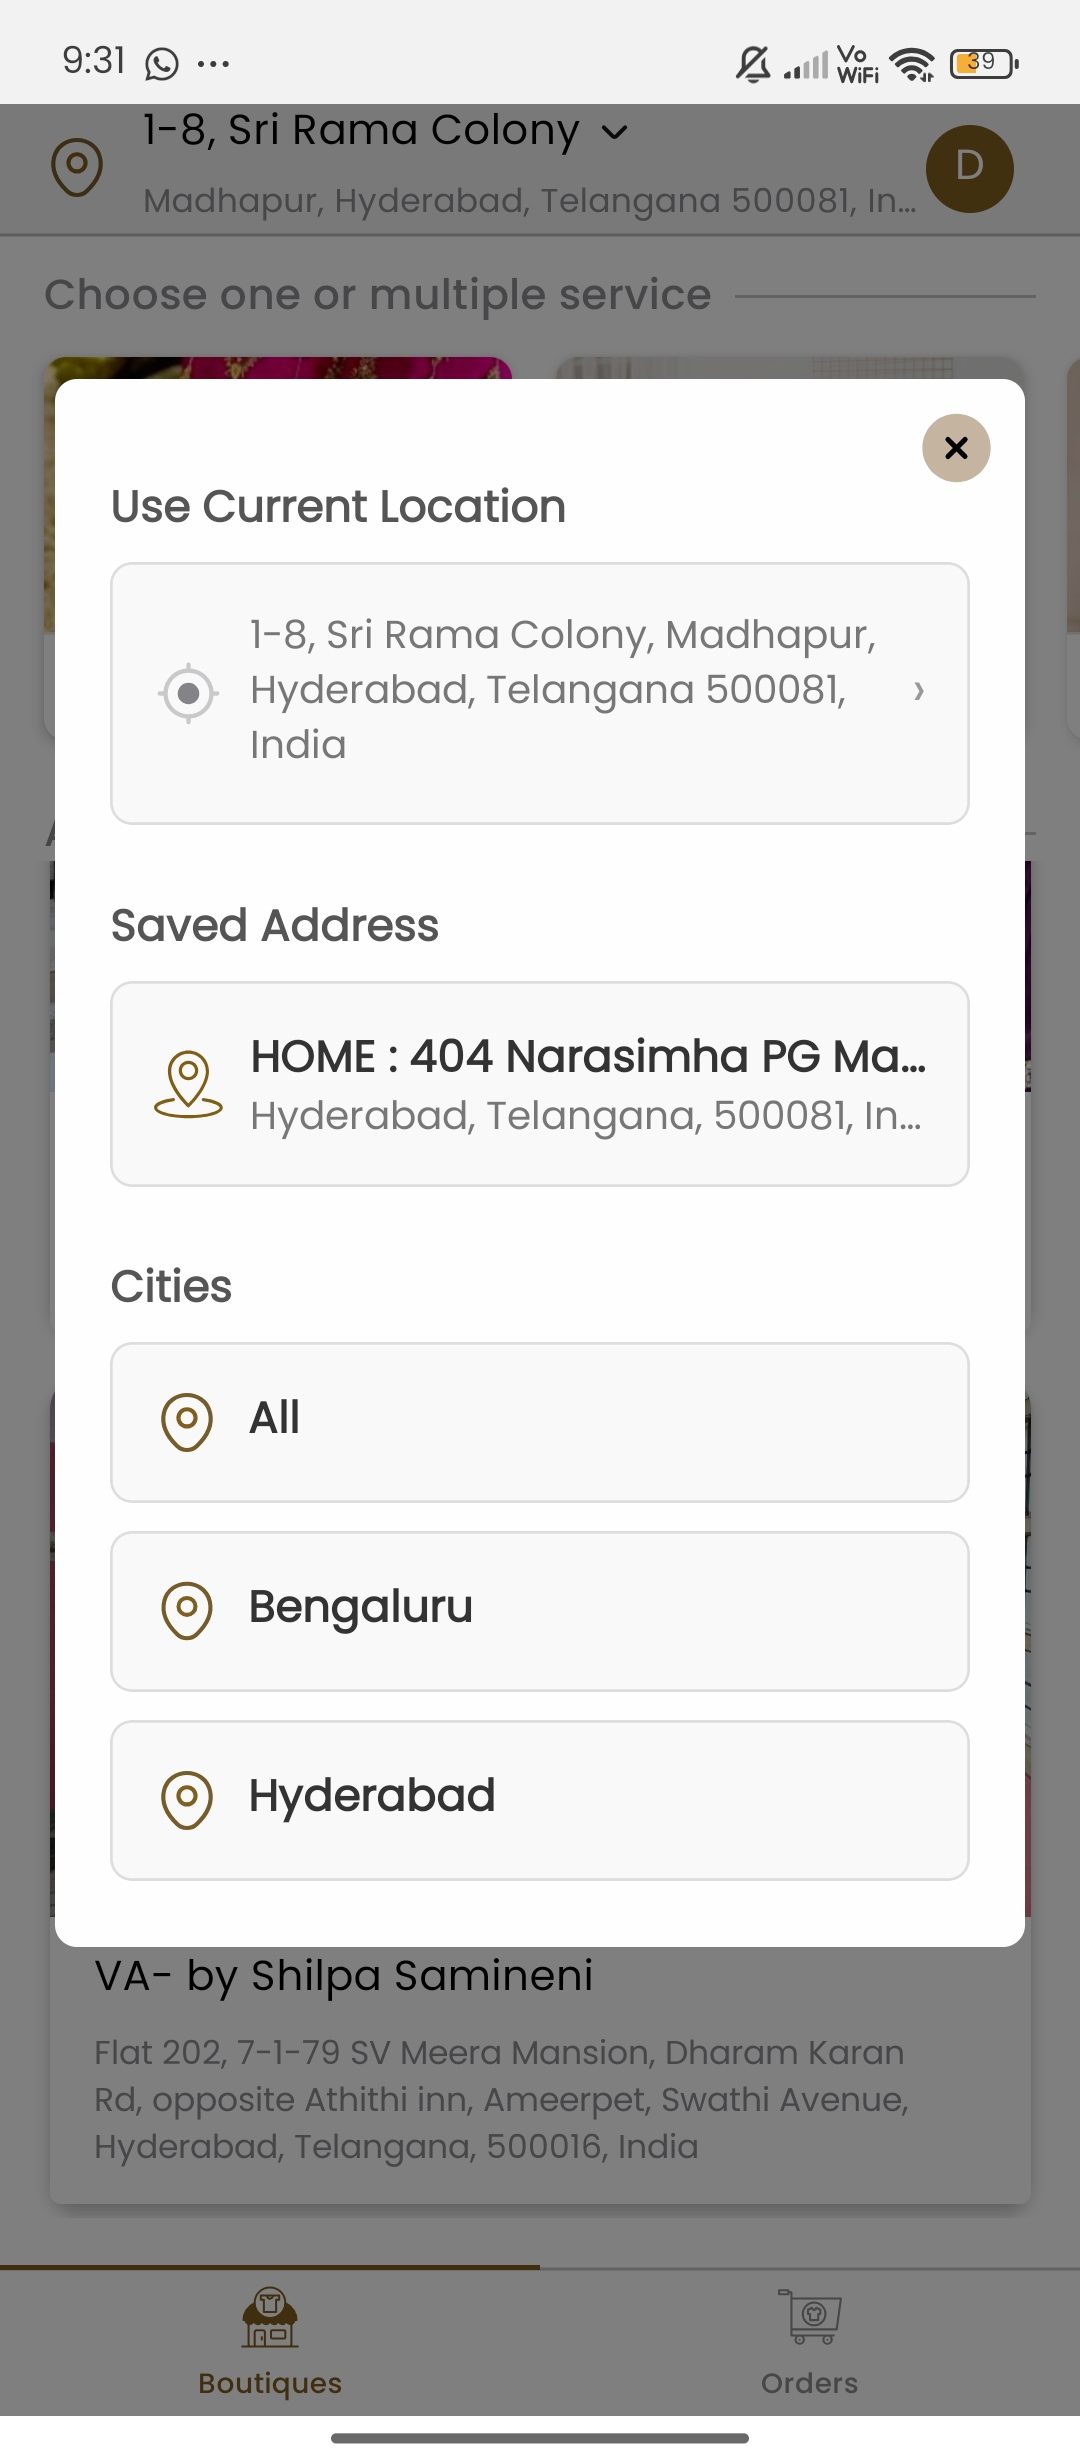 9:31
Vo
WiFi
39
1-8, Sri Rama Colony
D
Madhapur, Hyderabad, Telangana 500081, In...
Choose one or multiple service
Use Current Location
1-8, Sri Rama Colony, Madhapur,
Hyderabad, Telangana 500081,
India
Saved Address
HOME : 404 Narasimha PG Ma...
Hyderabad, Telangana, 500081, In...
Cities
All
Bengaluru
Hyderabad
VA- by Shilpa Samineni
Flat 202, 7-1-79 SV Meera Mansion, Dharam Karan
Rd, opposite Athithi inn, Ameerpet, Swathi Avenue,
Hyderabad, Telangana, 500016, India
Boutiques
Orders